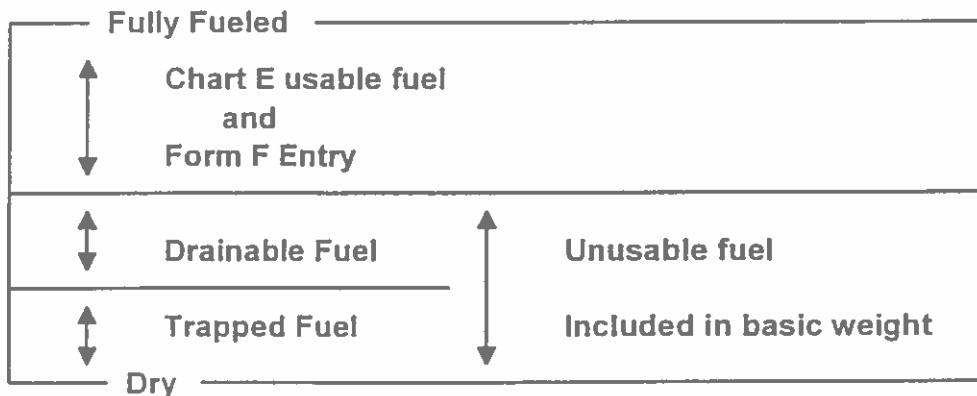 Fully Fueled
Chart E usable fuel
and
Form F Entry
Drainable Fuel
Unusable fuel
Trapped Fuel
Included in basic weight
Dry